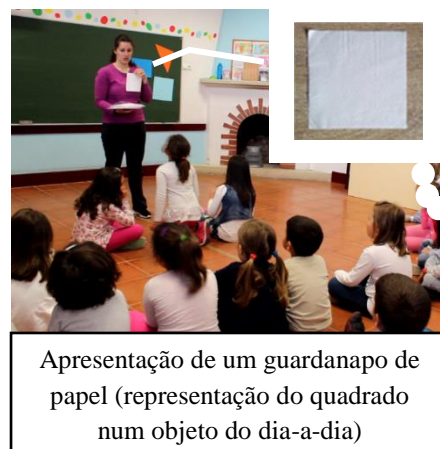 Apresentação de um guardanapo de
papel (representação do quadrado
num objeto do dia-a-dia)